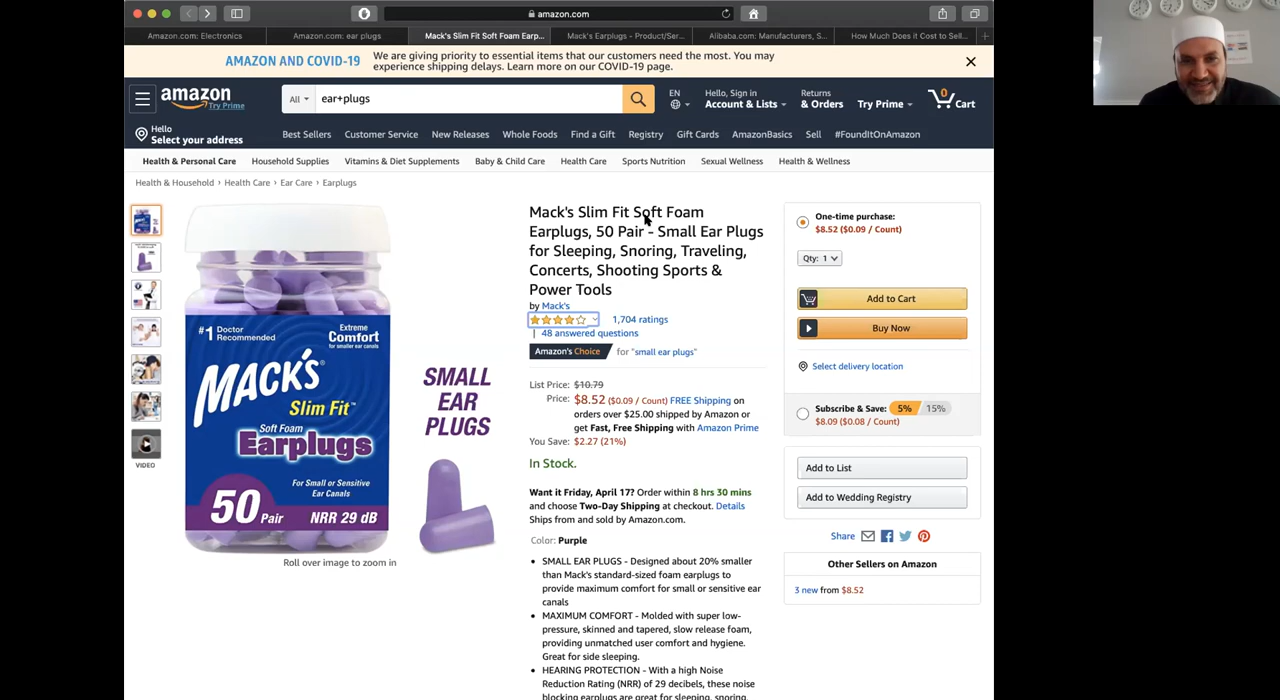 amazon.com
Amazon.com: Electronics
Amazon.com: ear plugs
Mack's Slim Fit Soft Foam Earp...
Mack's Earplugs - Product/Ser...
Alibaba.com: Manufacturers, S...
How Much Does it Cost to Sell...
AMAZON AND COVID-19
We are giving priority to essential items that our customers need the most. You may
experience shipping delays. Learn more on our COVID-19 page.
amazon
Try Prime
All
ear+plugs
EN
Hello, Sign in
Account & Lists
Returns
& Orders
Try Prime
0
Cart
Hello
Select your address
Best Sellers
Customer Service
New Releases
Whole Foods
Find a Gift
Registry
Gift Cards
AmazonBasics
Sell
#FoundItOnAmazon
Health & Personal Care
Household Supplies
Vitamins & Diet Supplements
Baby & Child Care
Health Care
Sports Nutrition
Sexual Wellness
Health & Wellness
Health & Household › Health Care › Ear Care › Earplugs
VIDEO
#1 Doctor
Recommended
Extreme
Comfort
for smaller ear canals
MACK'S®
Slim Fit™
Soft Foam
Earplugs
For Small or Sensitive
Ear Canals
50 Pair
NRR 29 dB
SMALL
EAR
PLUGS
Roll over image to zoom in
Mack's Slim Fit Soft Foam
Earplugs, 50 Pair - Small Ear Plugs
for Sleeping, Snoring, Traveling,
Concerts, Shooting Sports &
Power Tools
by Mack's
1,704 ratings
| 48 answered questions
Amazon's Choice for "small ear plugs"
List Price: $10.79
Price: $8.52 ($0.09 / Count) FREE Shipping on
orders over $25.00 shipped by Amazon or
get Fast, Free Shipping with Amazon Prime
You Save: $2.27 (21%)
In Stock.
Want it Friday, April 17? Order within 8 hrs 30 mins
and choose Two-Day Shipping at checkout. Details
Ships from and sold by Amazon.com.
Color: Purple
• SMALL EAR PLUGS - Designed about 20% smaller
than Mack's standard-sized foam earplugs to
provide maximum comfort for small or sensitive ear
canals
• MAXIMUM COMFORT - Molded with super low-
pressure, skinned and tapered, slow release foam,
providing unmatched user comfort and hygiene.
Great for side sleeping.
• HEARING PROTECTION - With a high Noise
Reduction Rating (NRR) of 29 decibels, these noise
blocking earplugs are great for sleeping, snoring,
One-time purchase:
$8.52 ($0.09 / Count)
Qty: 1
Add to Cart
Buy Now
Select delivery location
Subscribe & Save: 5% 15%
$8.09 ($0.08 / Count)
Add to List
Add to Wedding Registry
Share
Other Sellers on Amazon
3 new from $8.52